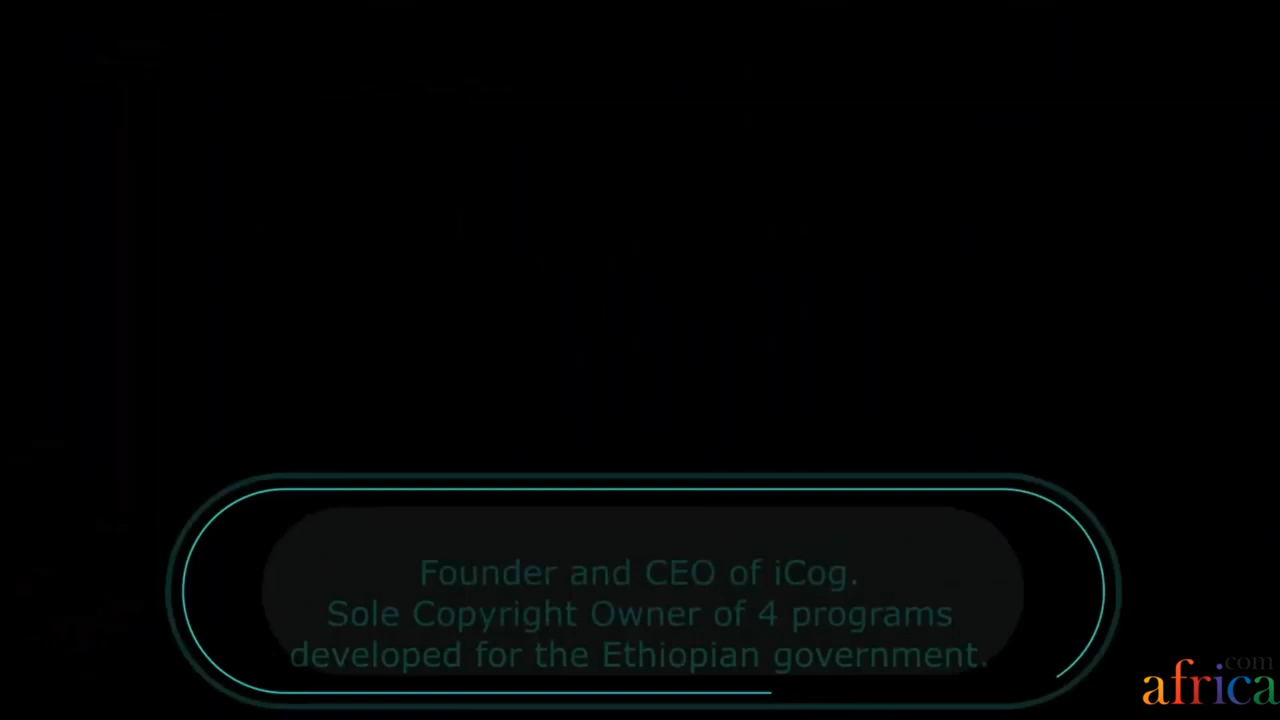 Founder and CEO of iCog.
Sole Copyright Owner of 4 programs
developed for the Ethiopian government.
.com
africa